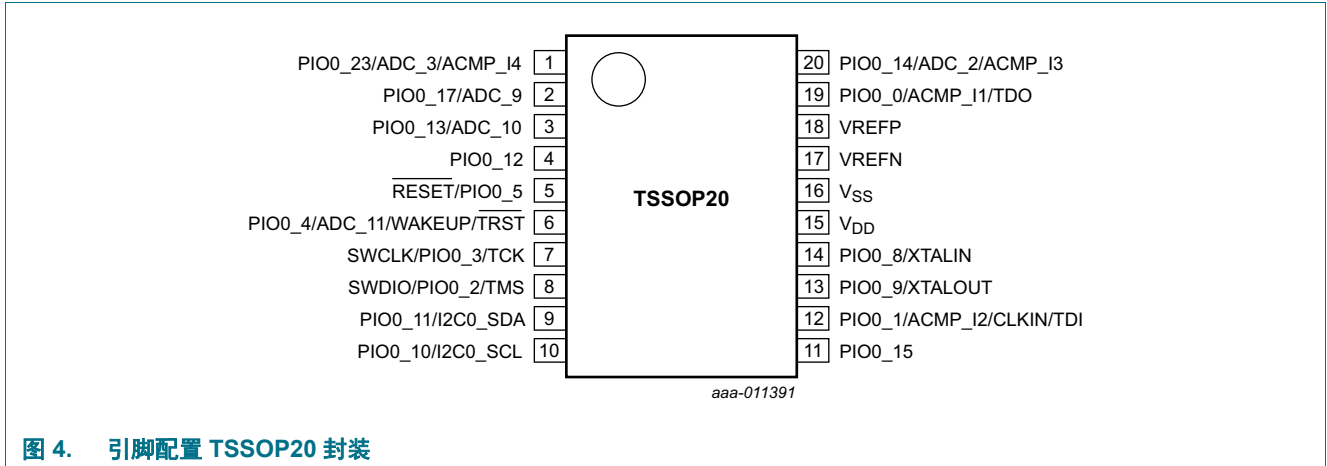 PIO0_23/ADC_3/ACMP_I4 1
PIO0_17/ADC_9 2
PIO0_13/ADC_10 3
PIO0_12 4
RESET/PIO0_5 5
PIO0_4/ADC_11/WAKEUP/TRST 6
SWCLK/PIO0_3/TCK 7
SWDIO/PIO0_2/TMS 8
PIO0_11/I2C0_SDA 9
PIO0_10/I2C0_SCL 10
TSSOP20
20 PIO0_14/ADC_2/ACMP_I3
19 PIO0_0/ACMP_I1/TDO
18 VREFP
17 VREFN
16 VSS
15 VDD
14 PIO0_8/XTALIN
13 PIO0_9/XTALOUT
12 PIO0_1/ACMP_I2/CLKIN/TDI
11 PIO0_15
aaa-011391
图 4. 引脚配置 TSSOP20 封装